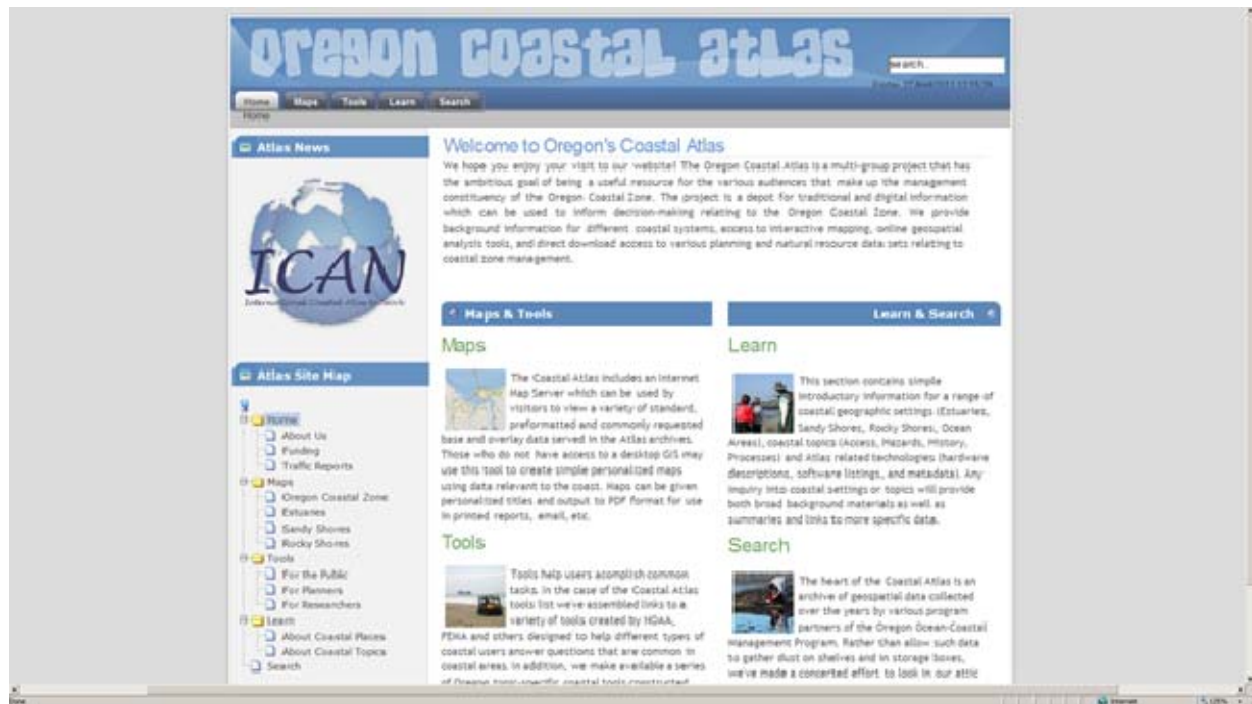 oregon coastal atlas
search..
Home Maps Tools Learn Search
Home
Atlas News
ICAN
International Coastal Atlas Network
Atlas Site Map
Home
About Us
Funding
Traffic Reports
Maps
Oregon Coastal Zone
Estuaries
Sandy Shores
Rocky Shores
Tools
For the Public
For Planners
For Researchers
Learn
About Coastal Places
About Coastal Topics
Search
Welcome to Oregon's Coastal Atlas
We hope you enjoy your visit to our website! The Oregon Coastal Atlas is a multi-group project that has
the ambitious goal of being a useful resource for the various audiences that make up the management
constituency of the Oregon Coastal Zone. The project is a depot for traditional and digital information
which can be used to inform decision-making relating to the Oregon Coastal Zone. We provide
background information for different coastal systems, access to interactive mapping, online geospatial
analysis tools, and direct download access to various planning and natural resource data sets relating to
coastal zone management.
Maps & Tools
Maps
The Coastal Atlas includes an Internet
Map Server which can be used by
visitors to view a variety of standard,
preformatted and commonly requested
base and overlay data served in the Atlas archives.
Those who do not have access to a desktop GIS may
use this tool to create simple personalized maps
using data relevant to the coast. Maps can be given
personalized titles and output to PDF format for use
in printed reports, email, etc.
Tools
Tools help users acomplish common
tasks. In the case of the Coastal Atlas
tools list we've assembled links to a
variety of tools created by NOAA,
FEMA and others designed to help different types of
coastal users answer questions that are common in
coastal areas. In addition, we make available a series
of Oregon topic-specific coastal tools constructed
Learn & Search
Learn
This section contains simple
introductory information for a range of
coastal geographic settings (Estuaries,
Sandy Shores, Rocky Shores, Ocean
Areas), coastal topics (Access, Hazards, History,
Processes) and Atlas related technologies (hardware
descriptions, software listings, and metadata). Any
inquiry into coastal settings or topics will provide
both broad background materials as well as
summaries and links to more specific data.
Search
The heart of the Coastal Atlas is an
archive of geospatial data collected
over the years by various program
partners of the Oregon Ocean-Coastal
Management Program. Rather than allow such data
to gather dust on shelves and in storage boxes,
we've made a concerted effort to look in our attic
Done
Internet
125%